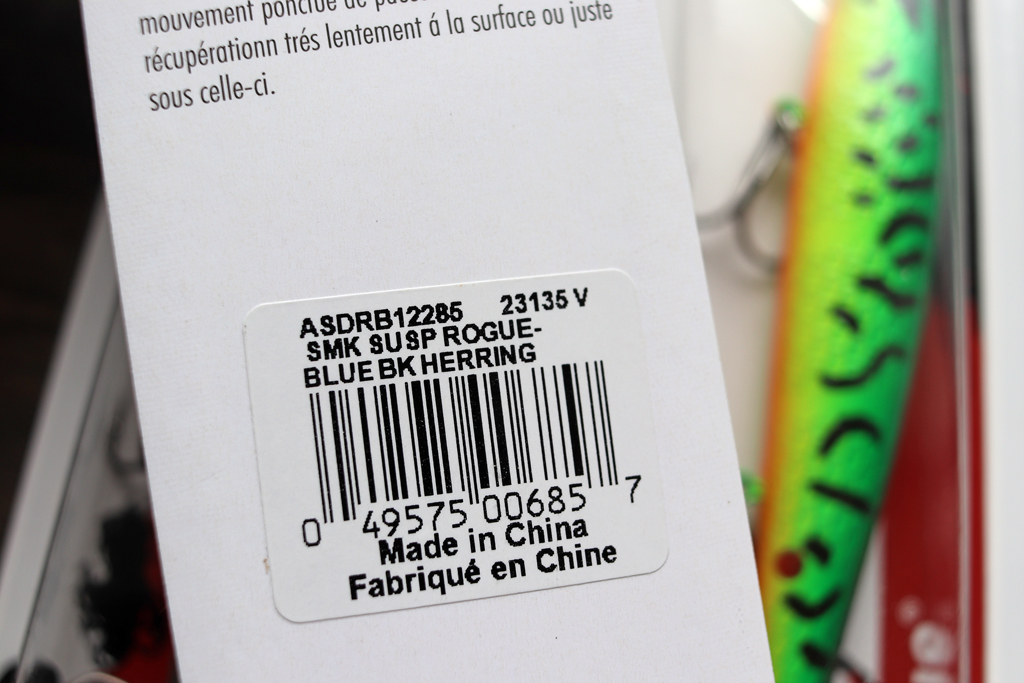 mouvement ponctué de
récupérationn trés lentement á la surface ou juste
sous celle-ci.
ASDRB12285 23135 V
SMK SUSP ROGUE-
BLUE BK HERRING
0 49575 00685 7
Made in China
Fabriqué en Chine